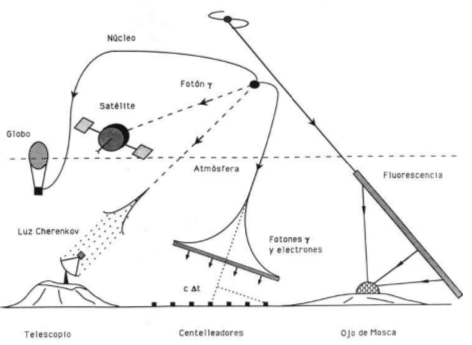 Núcleo
Fotón γ
Satélite
Globo
Atmósfera
Fluorescencia
Luz Cherenkov
Fotones γ
y electrones
c Δt
Telescopio
Centelleadores
Ojo de Mosca